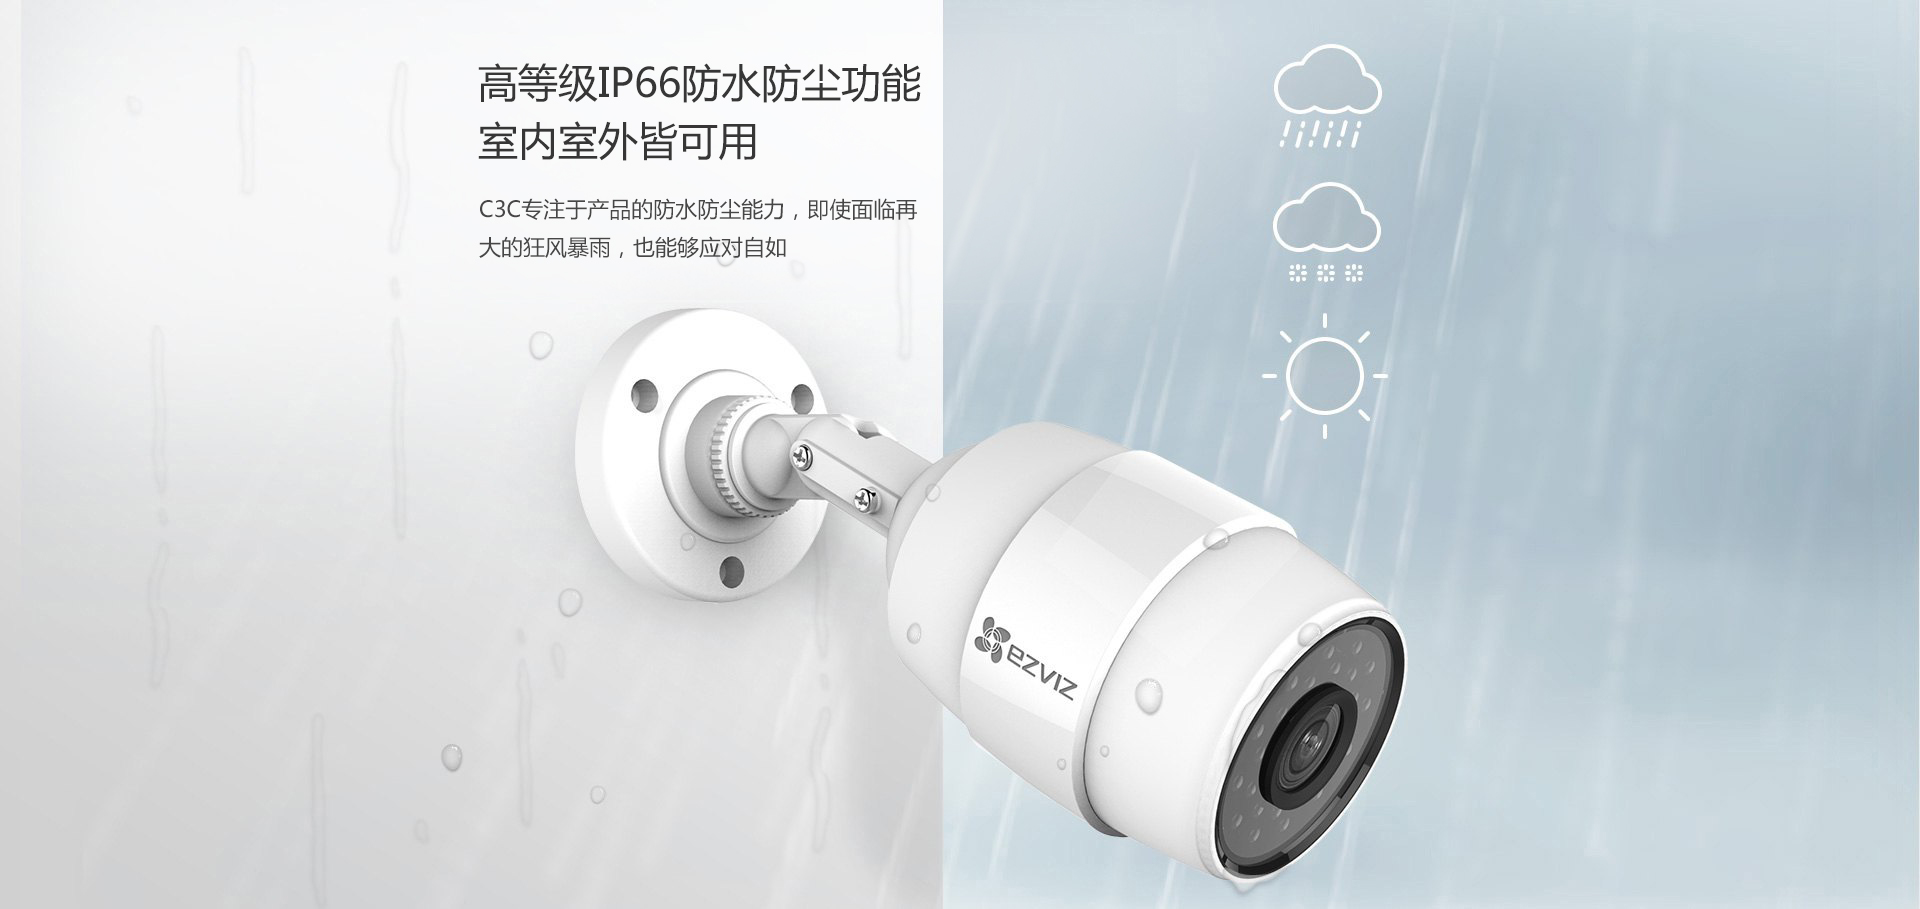 高等级IP66防水防尘功能
室内室外皆可用
C3C专注于产品的防水防尘能力，即使面临再
大的狂风暴雨，也能够应对自如
ezviz